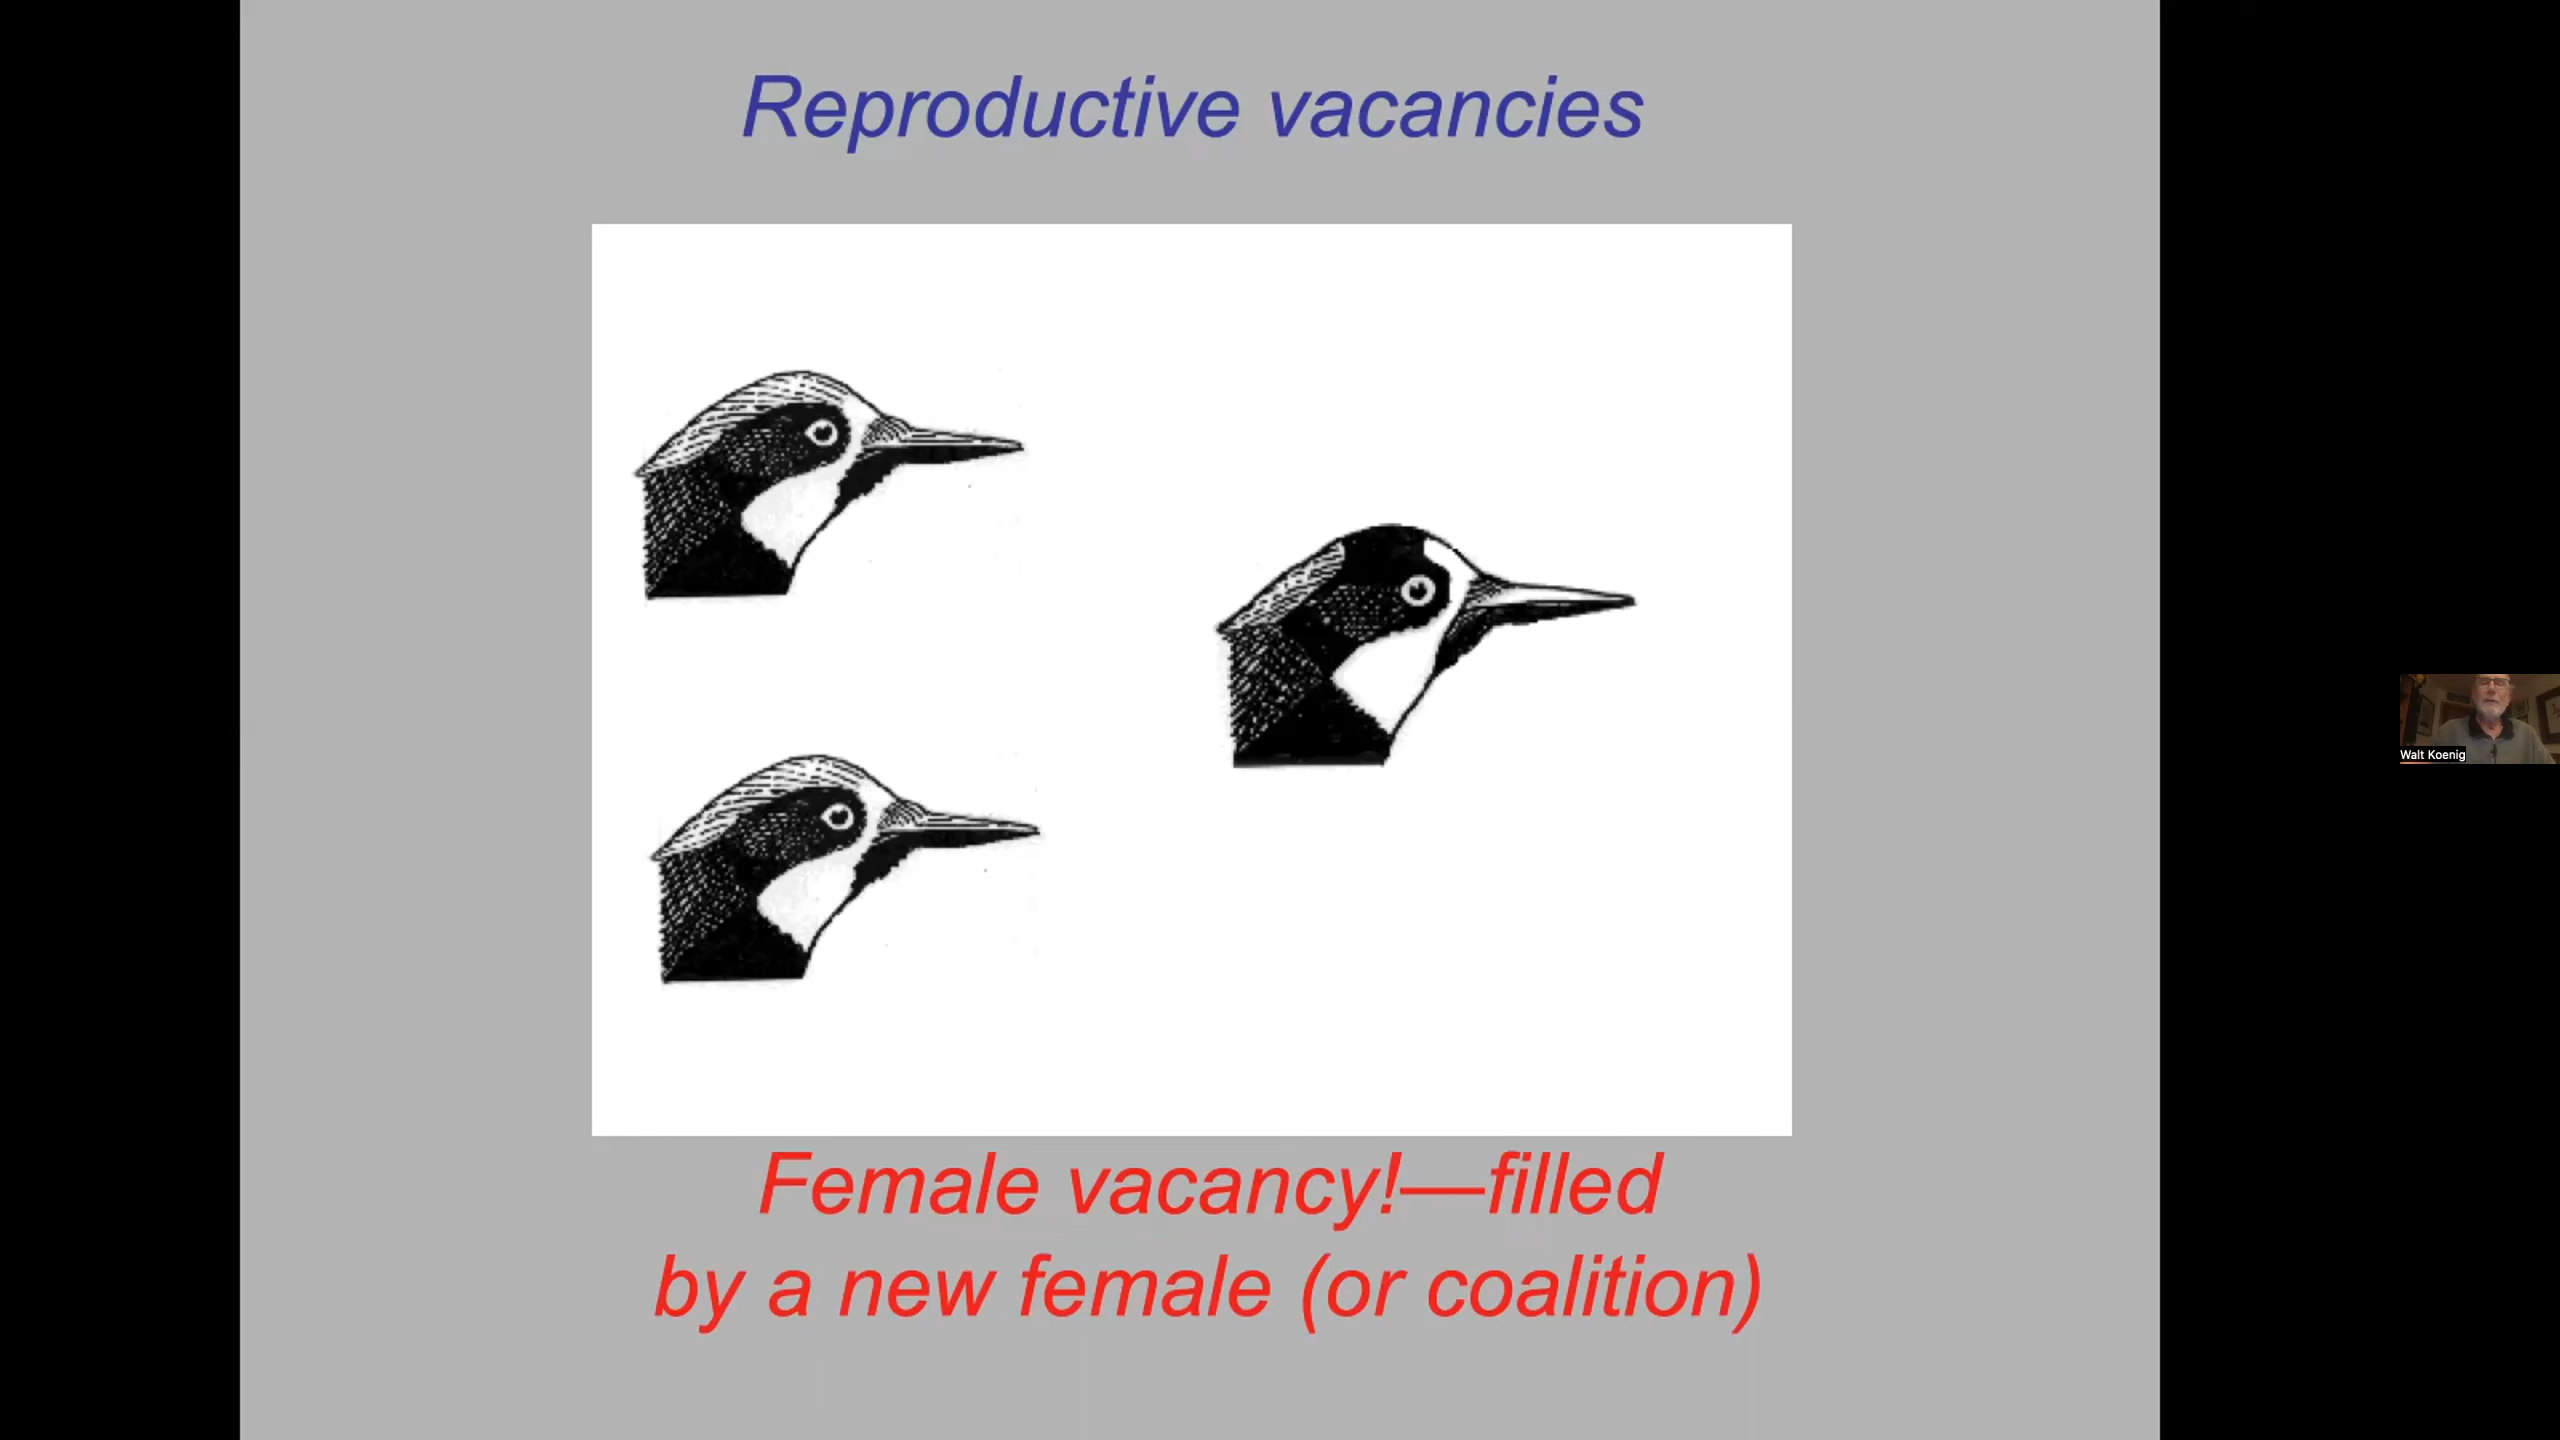 Reproductive vacancies
Female vacancy!—filled
by a new female (or coalition)
Walt Koenig